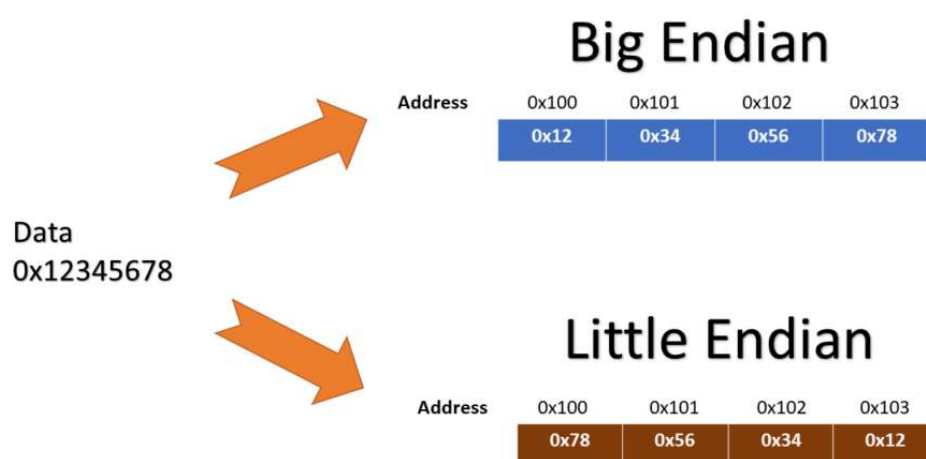 Big Endian
Address 0x100 0x101 0x102 0x103
0x12 0x34 0x56 0x78
Data
0x12345678
Little Endian
Address 0x100 0x101 0x102 0x103
0x78 0x56 0x34 0x12